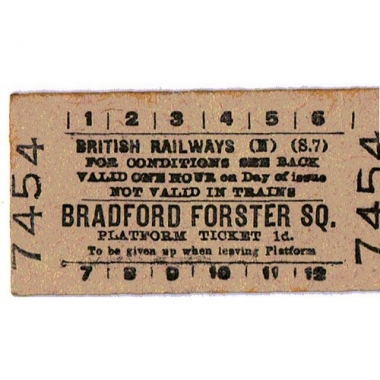 | 1 | 2 | 3 | 4 | 5 | 6 |
7454
BRITISH RAILWAYS (M) (S.7)
FOR CONDITIONS SEE BACK
VALID ONE HOUR on Day of issue
NOT VALID IN TRAINS
BRADFORD FORSTER SQ.
PLATFORM TICKET 1d.
To be given up when leaving Platform
7 | 8 | 9 | 10 | 11 | 12
7454